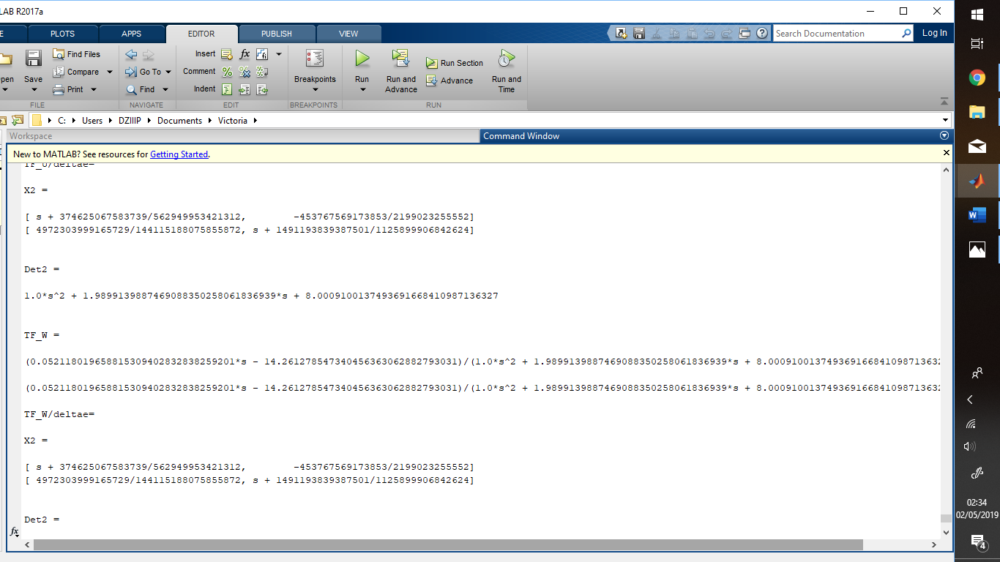 LAB R2017a
E PLOTS APPS EDITOR PUBLISH VIEW
Search Documentation Log In
Find Files Insert fx Run Section
Save Compare Go To Comment Breakpoints Run Run and Advance Advance Run and Time
Print Find Indent
FILE NAVIGATE EDIT BREAKPOINTS RUN
C: Users DZIIIP Documents Victoria
Workspace Command Window
New to MATLAB? See resources for Getting Started.
TF_U/deltae=
X2 =
[ s + 374625067583739/562949953421312, -453767569173853/2199023255552]
[ 4972303999165729/144115188075855872, s + 1491193839387501/1125899906842624]
Det2 =
1.0*s^2 + 1.9899139887469088350258061836939*s + 8.0009100137493691668410987136327
TF_W =
(0.052118019658815309402832838259201*s - 14.261278547340456363062882793031)/(1.0*s^2 + 1.9899139887469088350258061836939*s + 8.000910013749369166841098713632
(0.052118019658815309402832838259201*s - 14.261278547340456363062882793031)/(1.0*s^2 + 1.9899139887469088350258061836939*s + 8.000910013749369166841098713632
TF_W/deltae=
X2 =
[ s + 374625067583739/562949953421312, -453767569173853/2199023255552]
[ 4972303999165729/144115188075855872, s + 1491193839387501/1125899906842624]
Det2 =
fx
02:34
02/05/2019
4